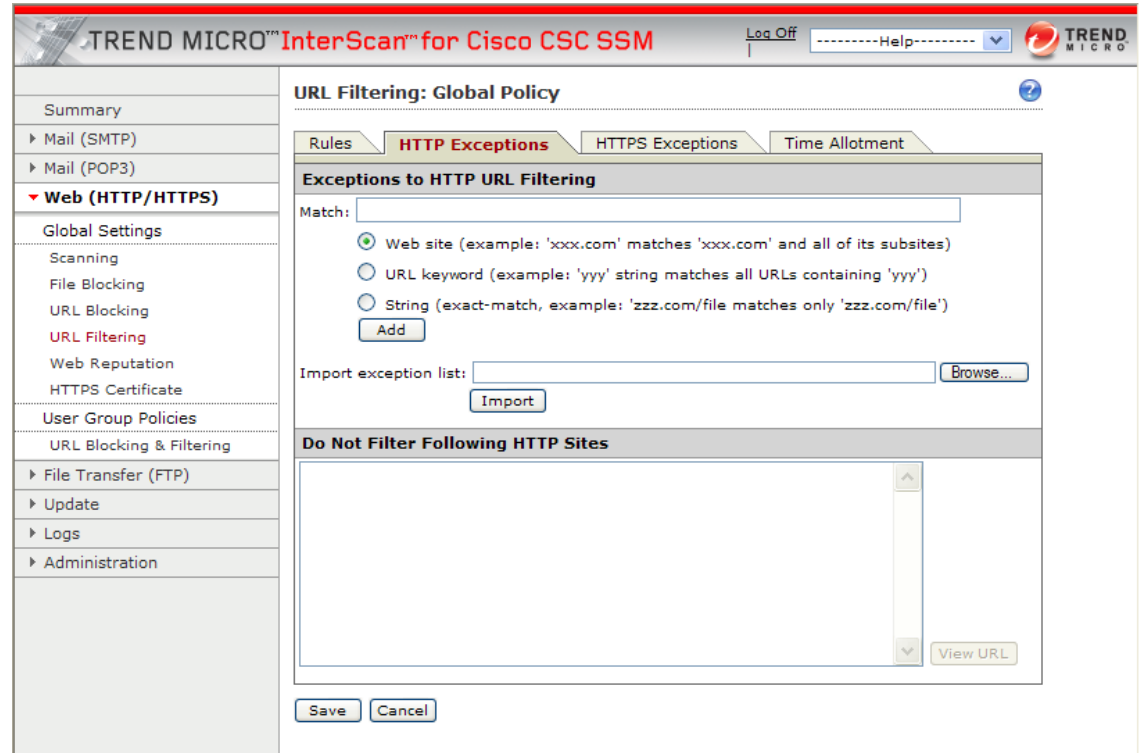 TREND MICRO™ InterScan™ for Cisco CSC SSM
Log Off
|
---------Help---------
TREND
MICRO
Summary
Mail (SMTP)
Mail (POP3)
Web (HTTP/HTTPS)
Global Settings
Scanning
File Blocking
URL Blocking
URL Filtering
Web Reputation
HTTPS Certificate
User Group Policies
URL Blocking & Filtering
File Transfer (FTP)
Update
Logs
Administration
URL Filtering: Global Policy
?
Rules HTTP Exceptions HTTPS Exceptions Time Allotment
Exceptions to HTTP URL Filtering
Match:
Web site (example: 'xxx.com' matches 'xxx.com' and all of its subsites)
URL keyword (example: 'yyy' string matches all URLs containing 'yyy')
String (exact-match, example: 'zzz.com/file matches only 'zzz.com/file')
Add
Import exception list: Browse...
Import
Do Not Filter Following HTTP Sites
View URL
Save Cancel